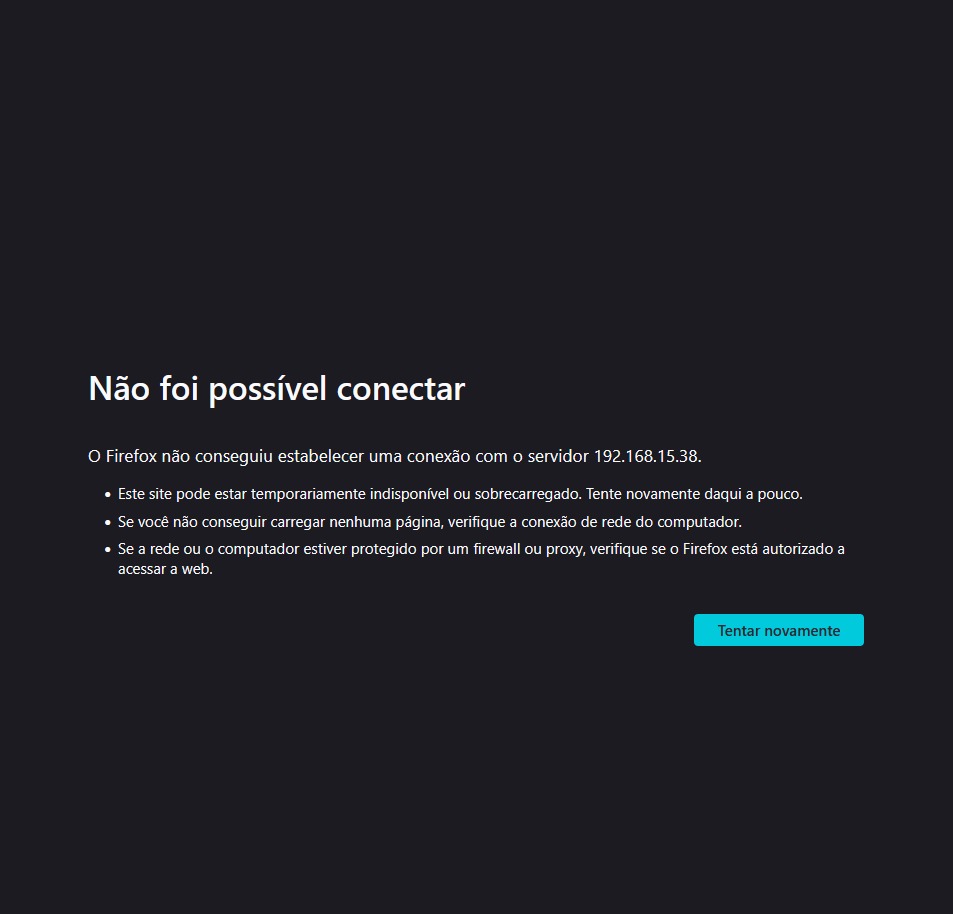 Não foi possível conectar
O Firefox não conseguiu estabelecer uma conexão com o servidor 192.168.15.38.
• Este site pode estar temporariamente indisponível ou sobrecarregado. Tente novamente daqui a pouco.
• Se você não conseguir carregar nenhuma página, verifique a conexão de rede do computador.
• Se a rede ou o computador estiver protegido por um firewall ou proxy, verifique se o Firefox está autorizado a
acessar a web.
Tentar novamente